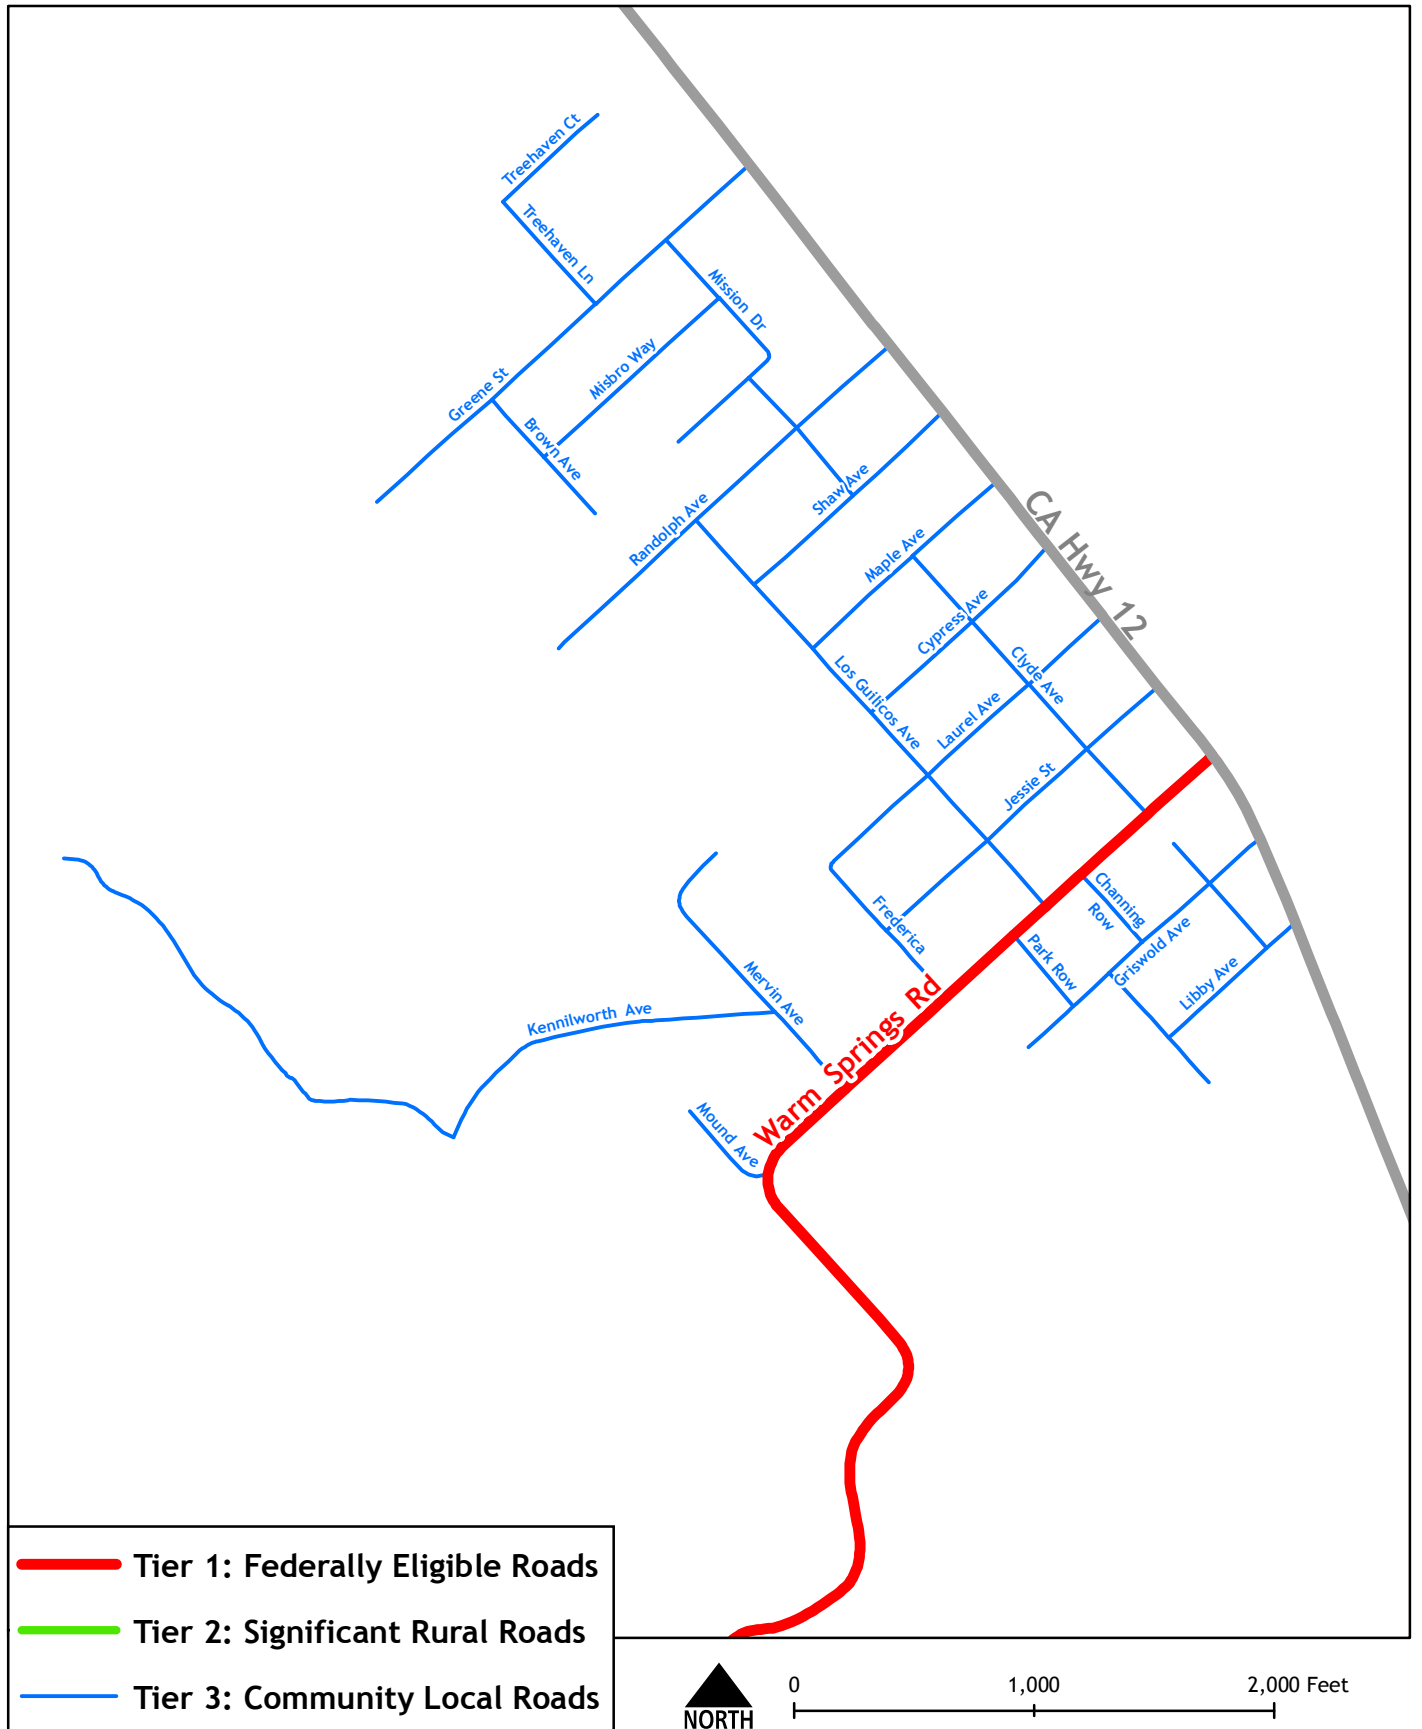 Treehaven Ct
Treehaven Ln
Mission Dr
Misbro Way
Greene St
Brown Ave
Randolph Ave
Shaw Ave
Maple Ave
CA Hwy 12
Cypress Ave
Clyde Ave
Los Guilicos Ave
Laurel Ave
Jessie St
Channing
Row
Frederica
Griswold Ave
Park Row
Libby Ave
Mervin Ave
Kennilworth Ave
Warm Springs Rd
Mound Ave
Tier 1: Federally Eligible Roads
Tier 2: Significant Rural Roads
Tier 3: Community Local Roads
NORTH
0 1,000 2,000 Feet